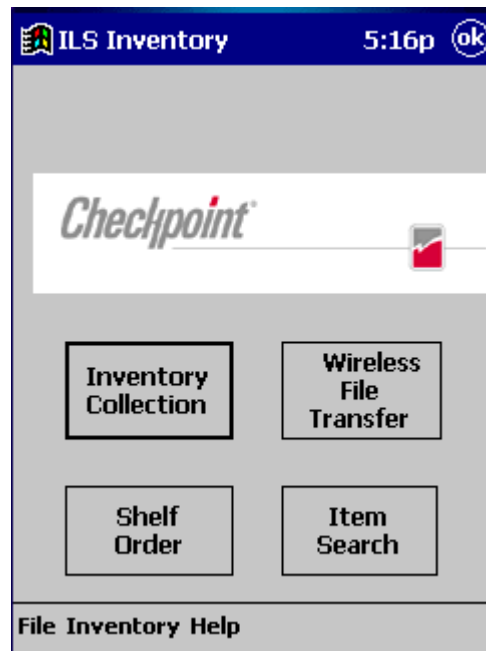 ILS Inventory 5:16p ok
Checkpoint®
Inventory Collection
Wireless File Transfer
Shelf Order
Item Search
File Inventory Help